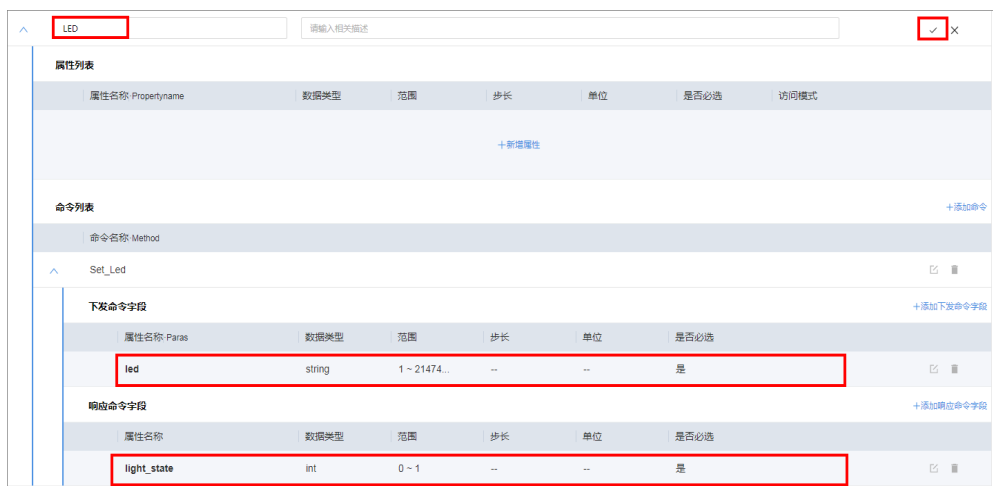 LED 请输入相关描述
属性列表
属性名称·Propertyname 数据类型 范围 步长 单位 是否必选 访问模式
+新增属性
命令列表 +添加命令
命令名称·Method
Set_Led
下发命令字段 +添加下发命令字段
属性名称·Paras 数据类型 范围 步长 单位 是否必选
led string 1 ~ 21474... -- -- 是
响应命令字段 +添加响应命令字段
属性名称 数据类型 范围 步长 单位 是否必选
light_state int 0 ~ 1 -- -- 是